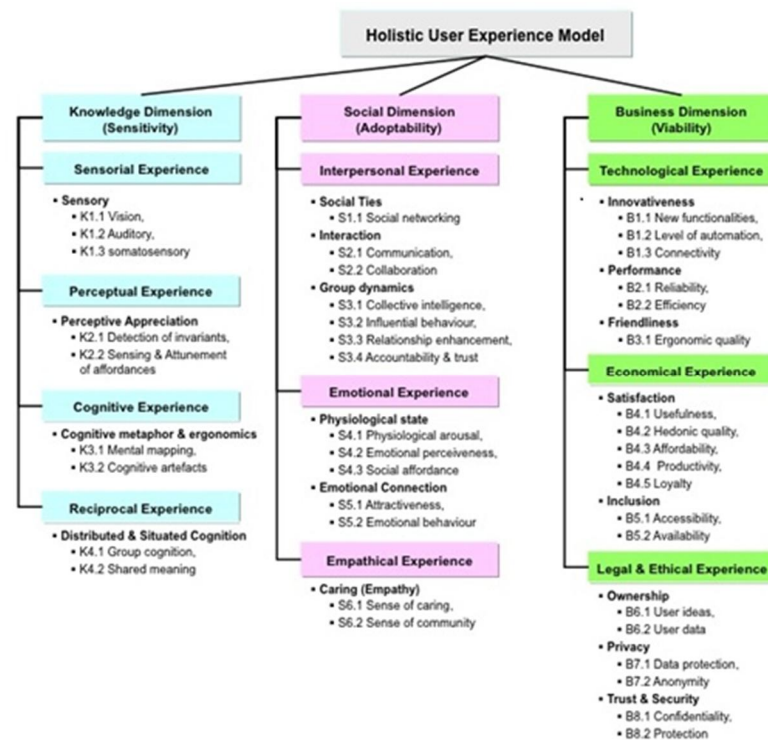 Holistic User Experience Model
Knowledge Dimension
(Sensitivity)
Sensorial Experience
▪ Sensory
▪ K1.1 Vision,
▪ K1.2 Auditory,
▪ K1.3 somatosensory
Perceptual Experience
▪ Perceptive Appreciation
▪ K2.1 Detection of invariants,
▪ K2.2 Sensing & Attunement
of affordances
Cognitive Experience
▪ Cognitive metaphor & ergonomics
▪ K3.1 Mental mapping,
▪ K3.2 Cognitive artefacts
Reciprocal Experience
▪ Distributed & Situated Cognition
▪ K4.1 Group cognition,
▪ K4.2 Shared meaning
Social Dimension
(Adoptability)
Interpersonal Experience
▪ Social Ties
▪ S1.1 Social networking
▪ Interaction
▪ S2.1 Communication,
▪ S2.2 Collaboration
▪ Group dynamics
▪ S3.1 Collective intelligence,
▪ S3.2 Influential behaviour,
▪ S3.3 Relationship enhancement,
▪ S3.4 Accountability & trust
Emotional Experience
▪ Physiological state
▪ S4.1 Physiological arousal,
▪ S4.2 Emotional perceiveness,
▪ S4.3 Social affordance
▪ Emotional Connection
▪ S5.1 Attractiveness,
▪ S5.2 Emotional behaviour
Empathical Experience
▪ Caring (Empathy)
▪ S6.1 Sense of caring,
▪ S6.2 Sense of community
Business Dimension
(Viability)
Technological Experience
▪ Innovativeness
▪ B1.1 New functionalities,
▪ B1.2 Level of automation,
▪ B1.3 Connectivity
▪ Performance
▪ B2.1 Reliability,
▪ B2.2 Efficiency
▪ Friendliness
▪ B3.1 Ergonomic quality
Economical Experience
▪ Satisfaction
▪ B4.1 Usefulness,
▪ B4.2 Hedonic quality,
▪ B4.3 Affordability,
▪ B4.4 Productivity,
▪ B4.5 Loyalty
▪ Inclusion
▪ B5.1 Accessibility,
▪ B5.2 Availability
Legal & Ethical Experience
▪ Ownership
▪ B6.1 User ideas,
▪ B6.2 User data
▪ Privacy
▪ B7.1 Data protection,
▪ B7.2 Anonymity
▪ Trust & Security
▪ B8.1 Confidentiality,
▪ B8.2 Protection